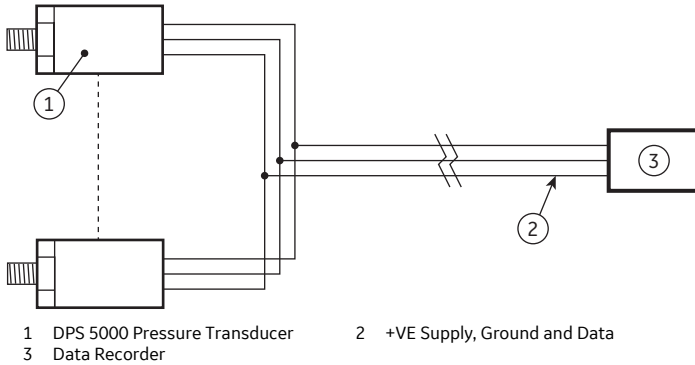 1
3
2
1 DPS 5000 Pressure Transducer 2 +VE Supply, Ground and Data
3 Data Recorder